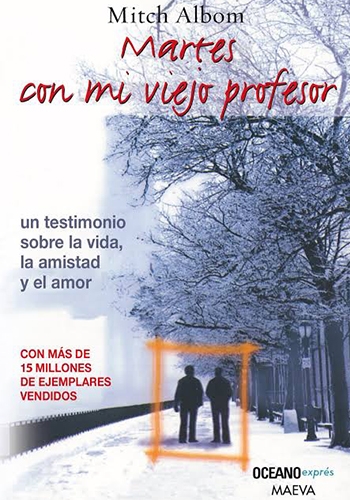 Mitch Albom
Martes
con mi viejo profesor
un testimonio
sobre la vida,
la amistad
y el amor
CON MÁS DE
15 MILLONES
DE EJEMPLARES
VENDIDOS
OCEANO exprés
MAEVA